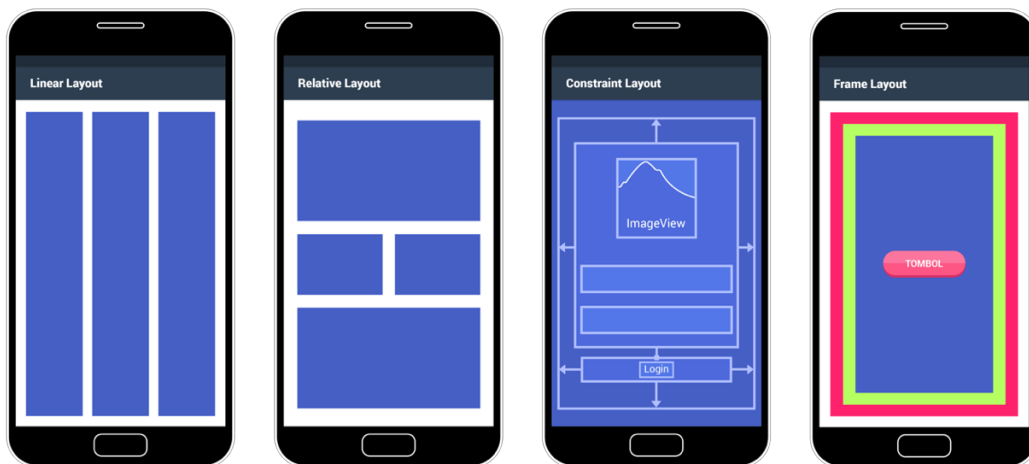 Linear Layout
Relative Layout
Constraint Layout
ImageView
Login
Frame Layout
TOMBOL